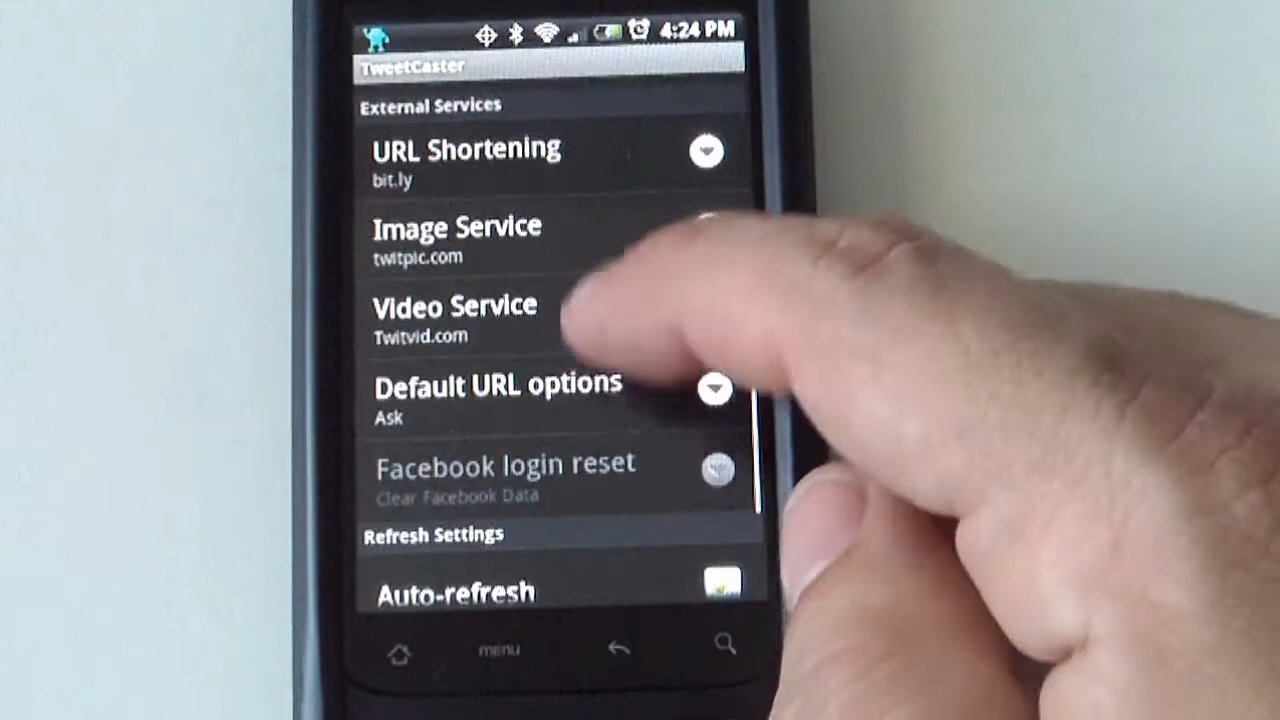 4:24 PM
TweetCaster
External Services
URL Shortening
bit.ly
Image Service
twitpic.com
Video Service
Twitvid.com
Default URL options
Ask
Facebook login reset
Clear Facebook Data
Refresh Settings
Auto-refresh
menu